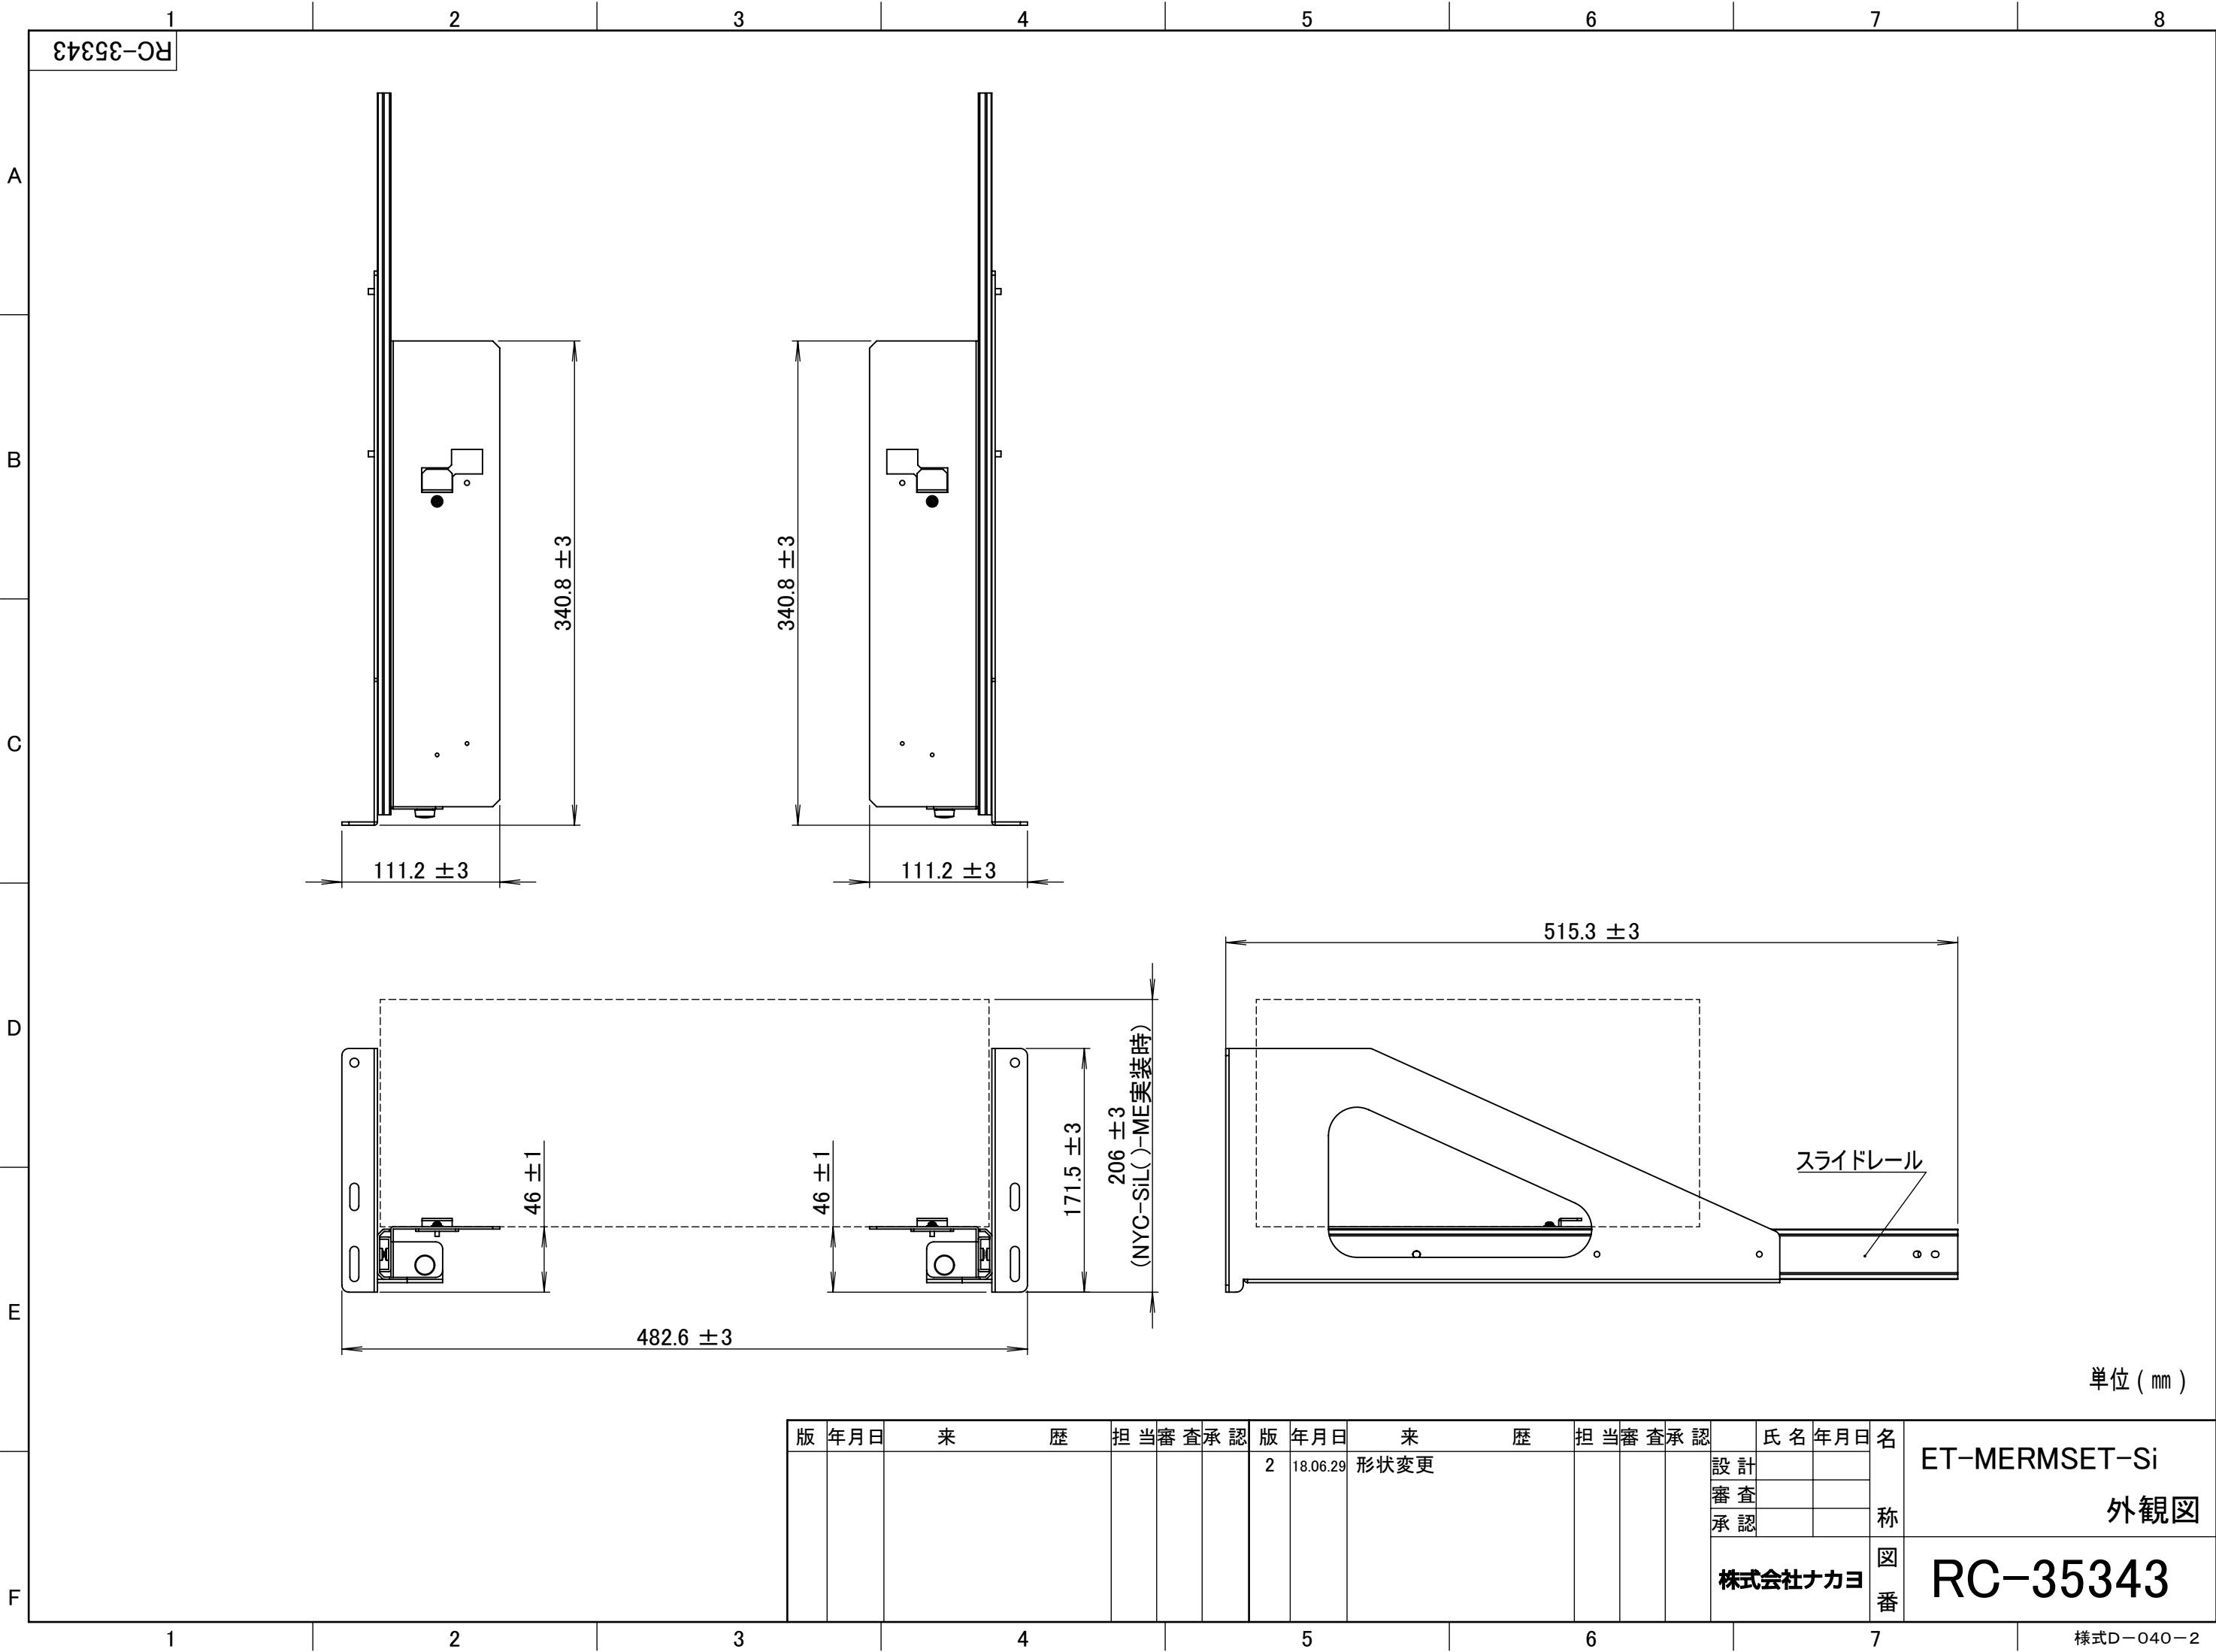 1 2 3 4 5 6 7 8
RC-35343
A
B
C
D
E
F
340.8 ±3
340.8 ±3
111.2 ±3
111.2 ±3
515.3 ±3
46 ±1
46 ±1
171.5 ±3
206 ±3
(NYC-SiL()-ME実装時)
482.6 ±3
スライドレール
単位 ( ㎜ )
版 年月日 来歴 担当 審査 承認 版 年月日 来歴 担当 審査 承認 氏名 年月日 名称
2 18.06.29 形状変更
設計
審査
承認
ET-MERMSET-Si
外観図
株式会社ナカヨ
図番
RC-35343
1 2 3 4 5 6 7
様式D-040-2